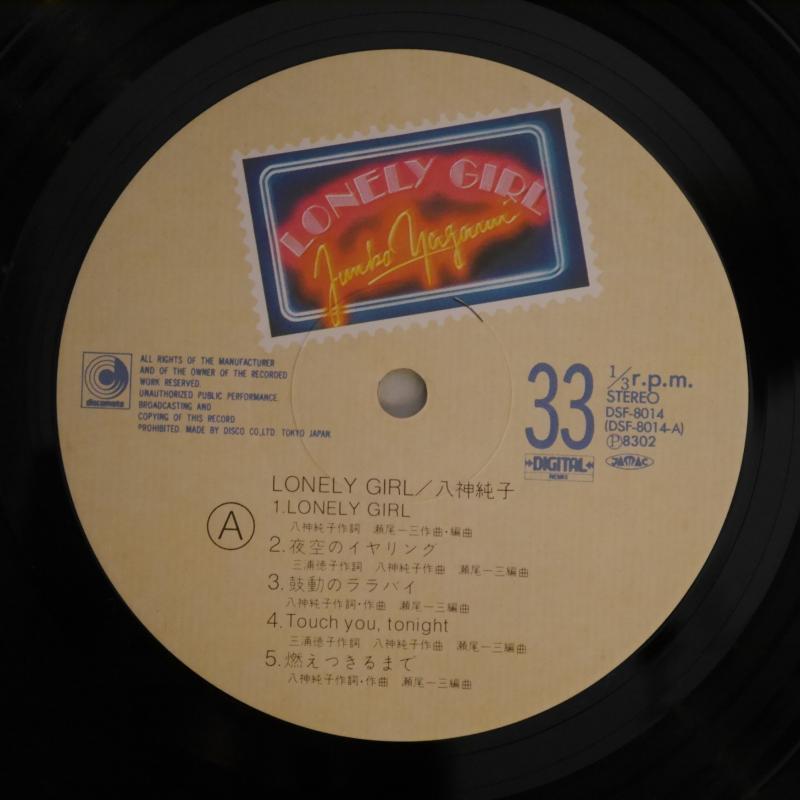 LONELY GIRL
Junko Yagami
discomate
ALL RIGHTS OF THE MANUFACTURER
AND OF THE OWNER OF THE RECORDED
WORK RESERVED.
UNAUTHORIZED PUBLIC PERFORMANCE
BROADCASTING AND
COPYING OF THIS RECORD
PROHIBITED. MADE BY DISCO CO,LTD. TOKYO JAPAN
33 1/3 r.p.m.
STEREO
DSF-8014
(DSF-8014-A)
Ⓟ8302
DIGITAL
JASRAC
A
LONELY GIRL/八神純子
1.LONELY GIRL
八神純子作詞 瀬尾一三作曲・編曲
2.夜空のイヤリング
三浦徳子作詞 八神純子作曲 瀬尾一三編曲
3.鼓動のララバイ
八神純子作詞・作曲 瀬尾一三編曲
4.Touch you, tonight
三浦徳子作詞 八神純子作曲 瀬尾一三編曲
5.燃えつきるまで
八神純子作詞・作曲 瀬尾一三編曲